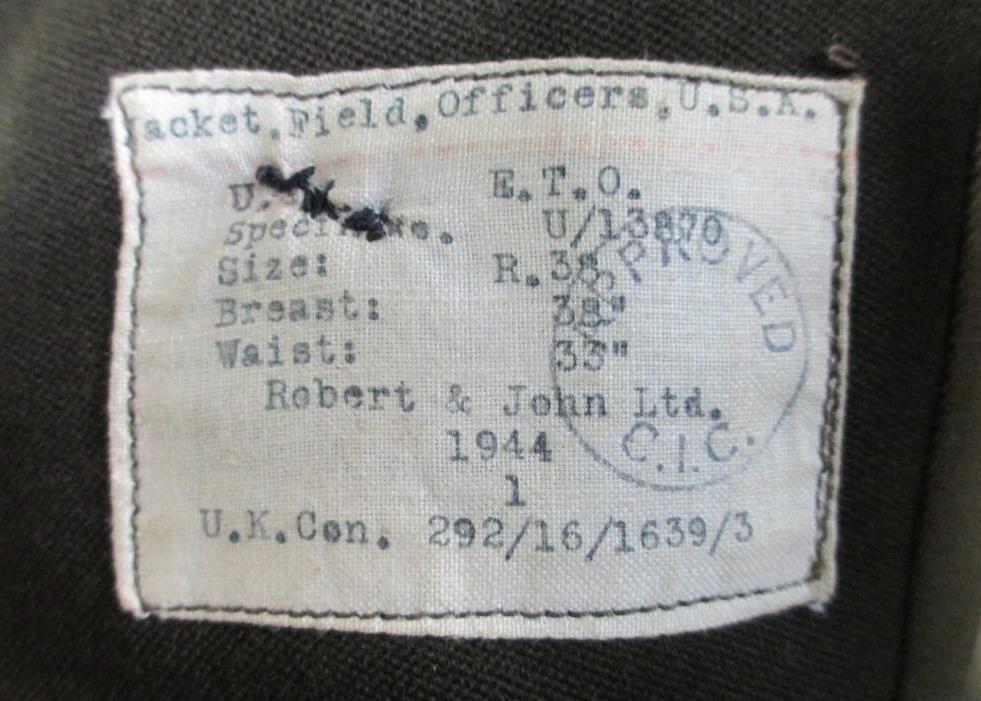 Jacket,Field,Officers,U.S.A.
E.T.O.
U/13870
Size: R.38
Breast: 38"
Waist: 33"
Robert & John Ltd.
1944
1
U.K.Con. 292/16/1639/3
APPROVED
C.I.C.